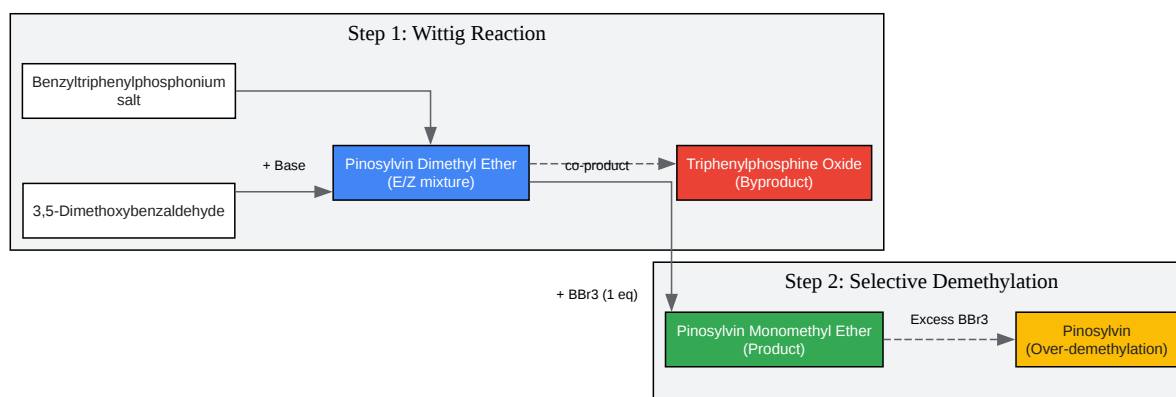 Step 1: Wittig Reaction
Benzyltriphenylphosphonium
salt
+ Base
Pinosylvin Dimethyl Ether
(E/Z mixture)
co-product
Triphenylphosphine Oxide
(Byproduct)
3,5-Dimethoxybenzaldehyde
Step 2: Selective Demethylation
+ BBr3 (1 eq)
Pinosylvin Monomethyl Ether
(Product)
Excess BBr3
Pinosylvin
(Over-demethylation)